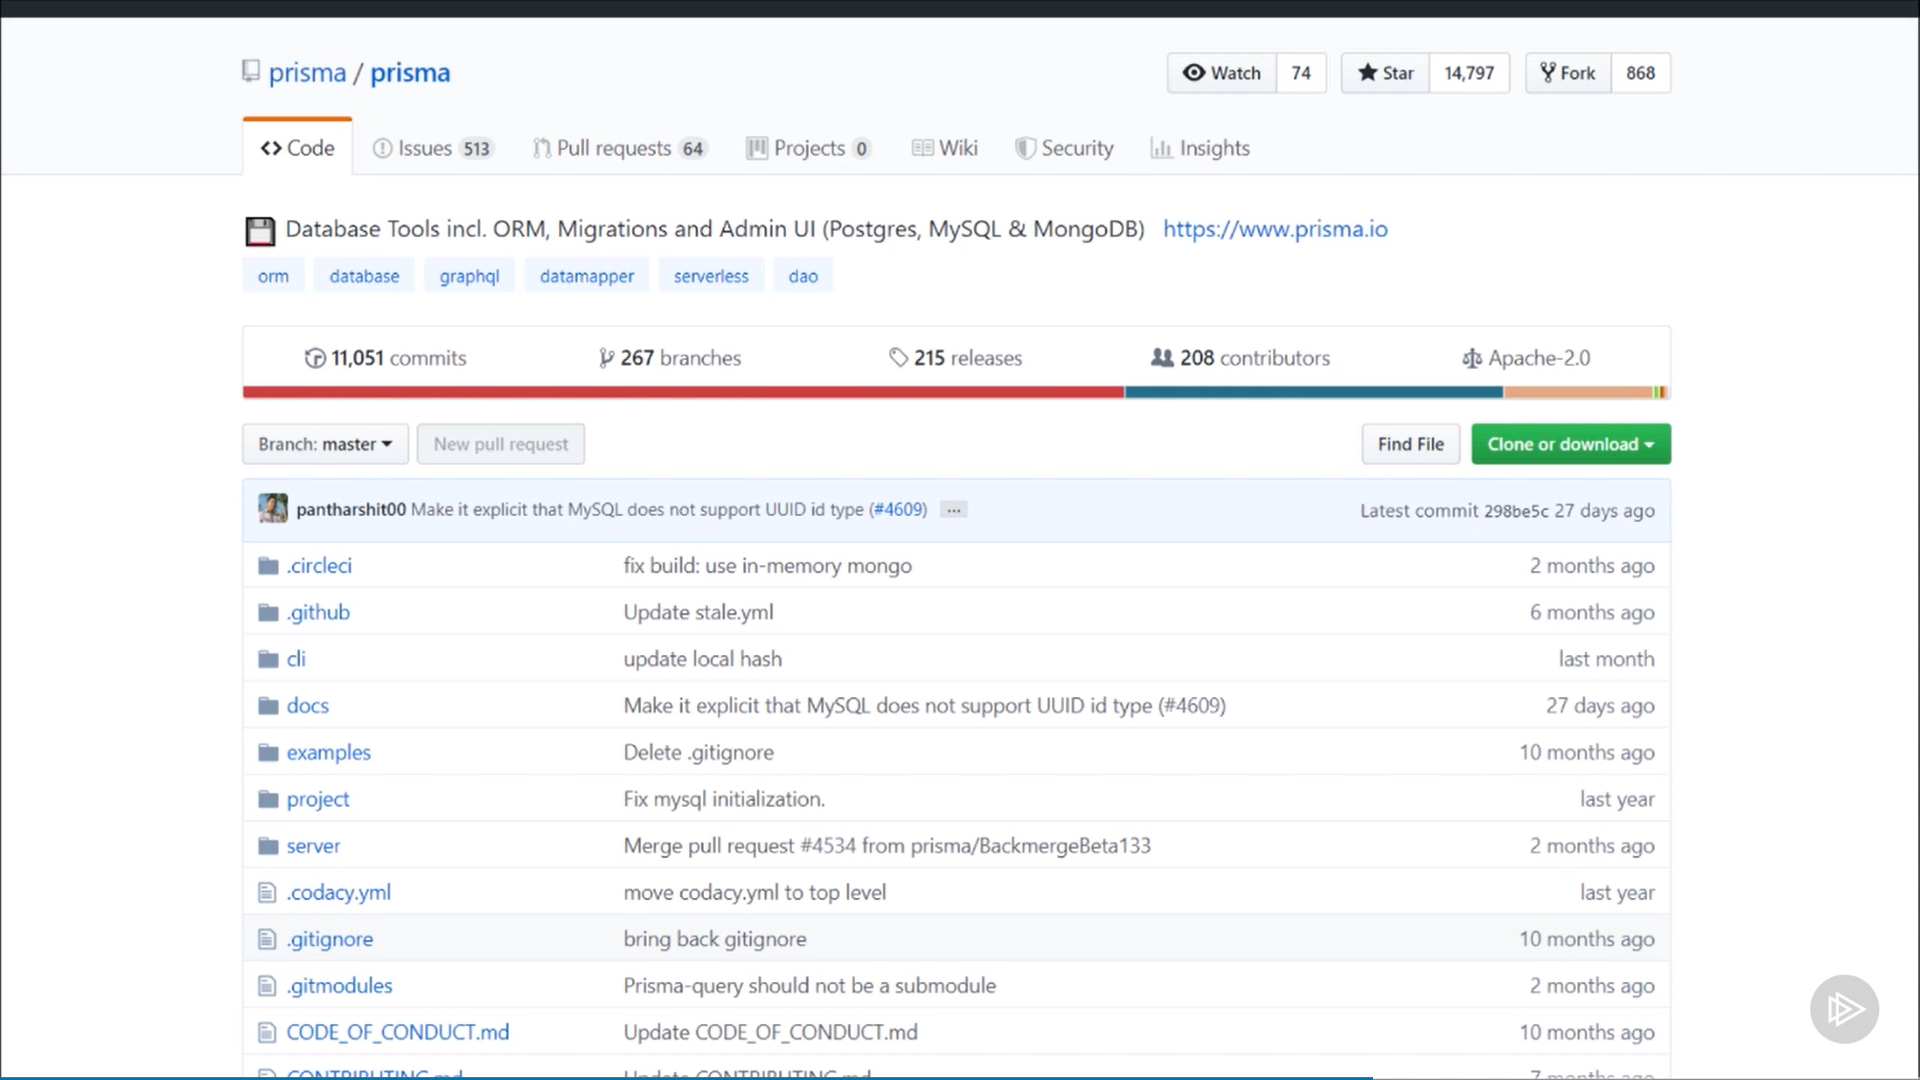 prisma / prisma
Watch 74 Star 14,797 Fork 868
Code Issues 513 Pull requests 64 Projects 0 Wiki Security Insights
Database Tools incl. ORM, Migrations and Admin UI (Postgres, MySQL & MongoDB) https://www.prisma.io
orm database graphql datamapper serverless dao
11,051 commits 267 branches 215 releases 208 contributors Apache-2.0
Branch: master New pull request Find File Clone or download
pantharshit00 Make it explicit that MySQL does not support UUID id type (#4609) ... Latest commit 298be5c 27 days ago
.circleci fix build: use in-memory mongo 2 months ago
.github Update stale.yml 6 months ago
cli update local hash last month
docs Make it explicit that MySQL does not support UUID id type (#4609) 27 days ago
examples Delete .gitignore 10 months ago
project Fix mysql initialization. last year
server Merge pull request #4534 from prisma/BackmergeBeta133 2 months ago
.codacy.yml move codacy.yml to top level last year
.gitignore bring back gitignore 10 months ago
.gitmodules Prisma-query should not be a submodule 2 months ago
CODE_OF_CONDUCT.md Update CODE_OF_CONDUCT.md 10 months ago
CONTRIBUTING.md Update CONTRIBUTING.md 7 months ago